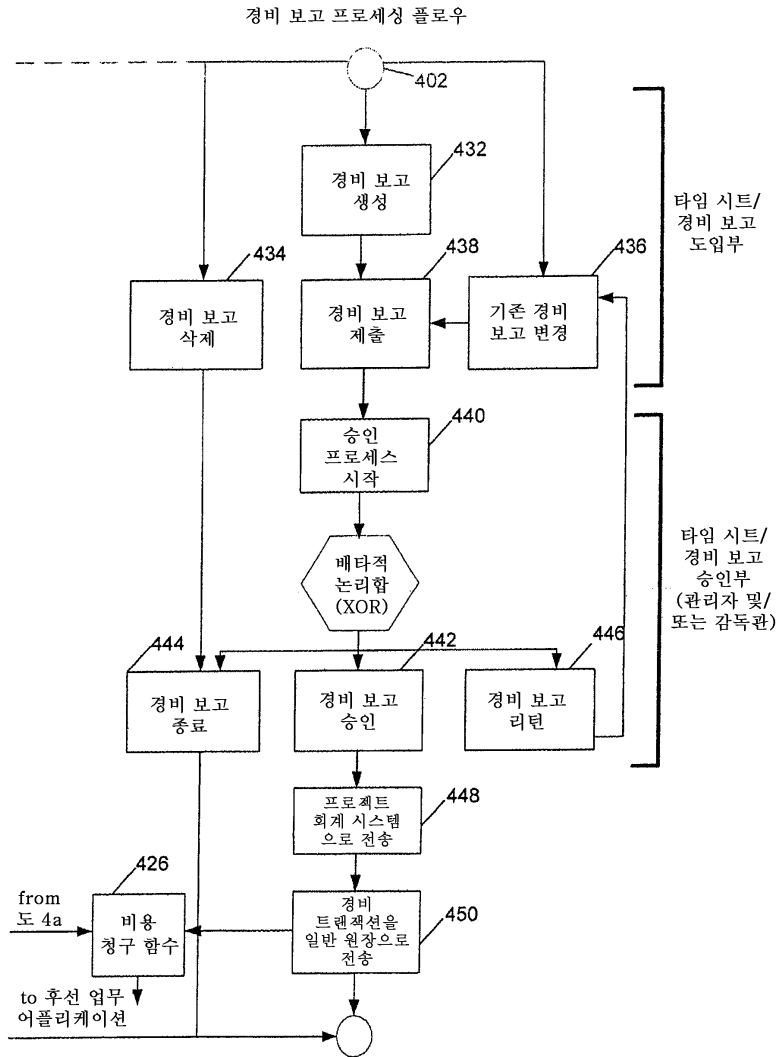 경비 보고 프로세싱 플로우
402
432
경비 보고
생성
타임 시트/
경비 보고
도입부
434
438
436
경비 보고
삭제
경비 보고
제출
기존 경비
보고 변경
440
승인
프로세스
시작
배타적
논리합
(XOR)
타임 시트/
경비 보고
승인부
(관리자 및/
또는 감독관)
444
442
446
경비 보고
종료
경비 보고
승인
경비 보고
리턴
448
프로젝트
회계 시스템
으로 전송
426
from
도 4a
비용
청구 함수
450
경비
트랜잭션을
일반 원장으로
전송
to 후선 업무
어플리케이션